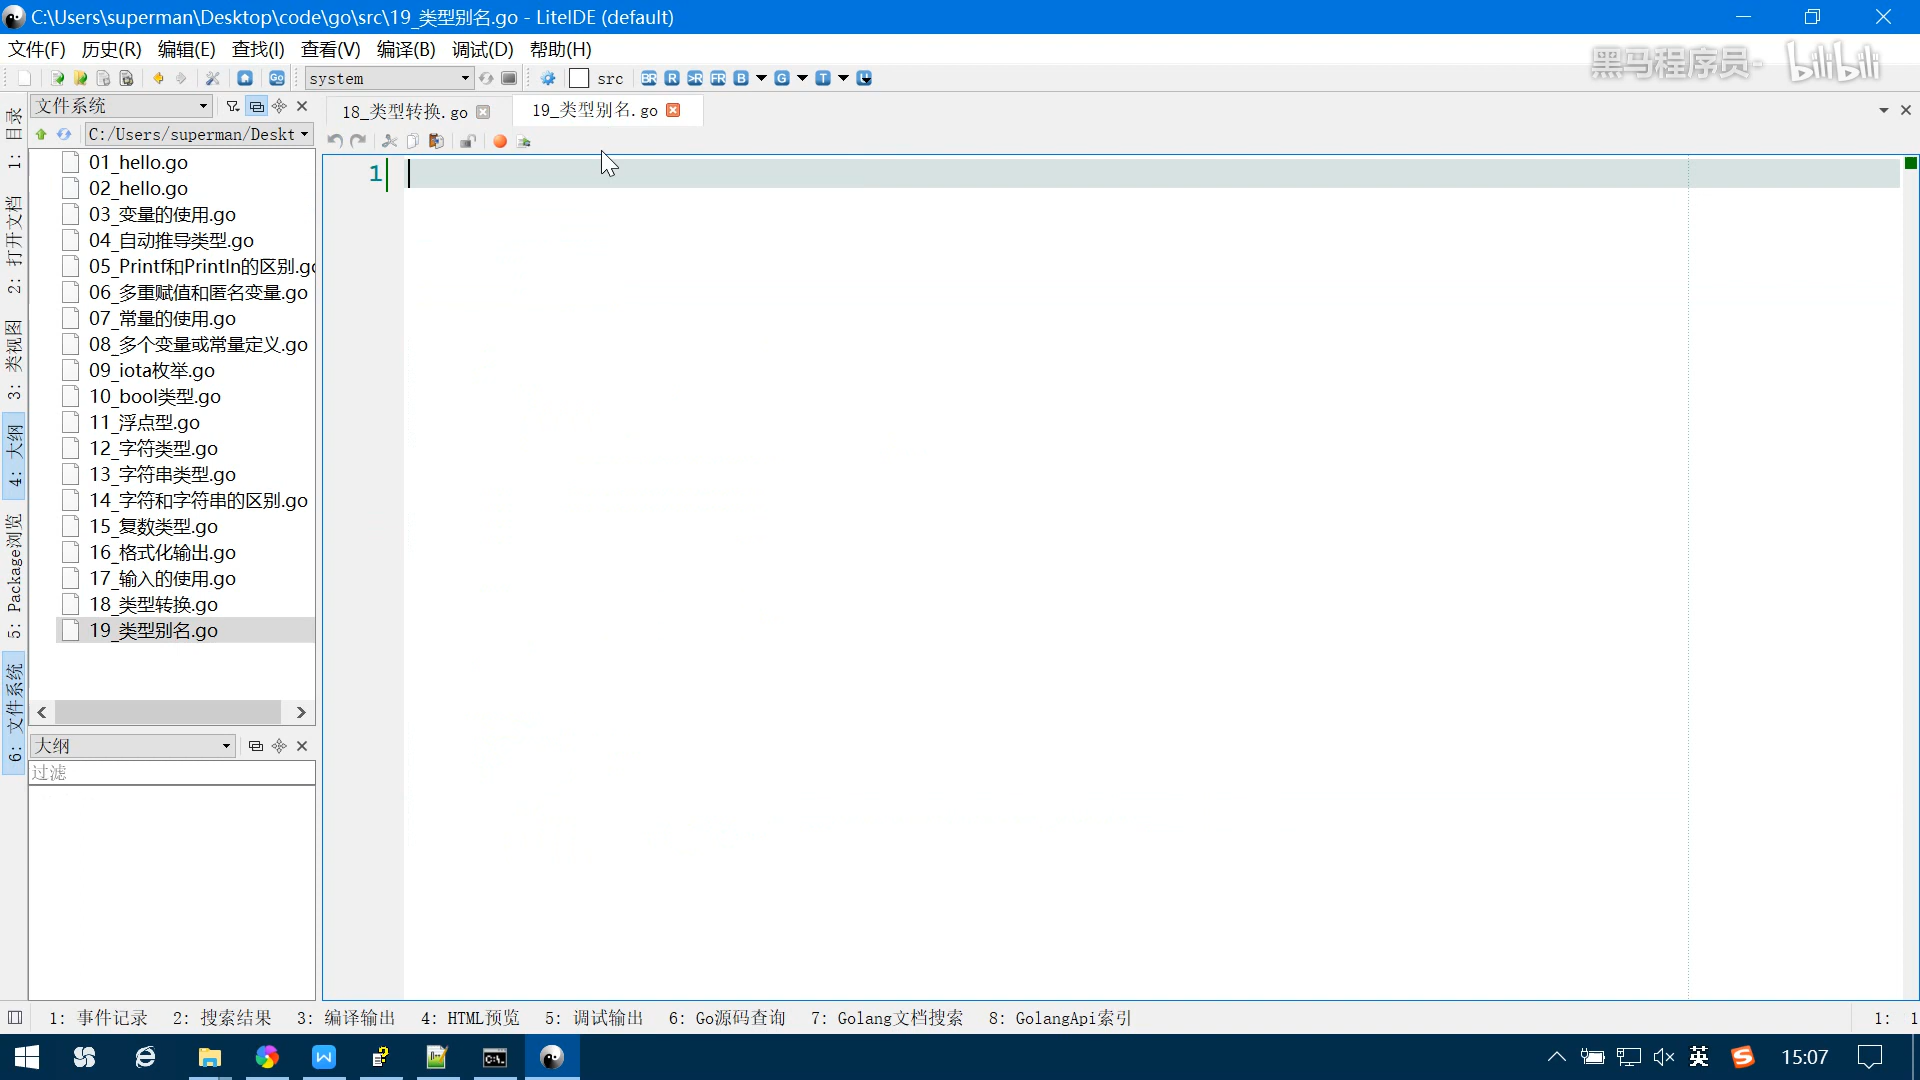 C:\Users\superman\Desktop\code\go\src\19_类型别名.go - LiteIDE (default)
文件(F) 历史(R) 编辑(E) 查找(I) 查看(V) 编译(B) 调试(D) 帮助(H)
黑马程序员- bilibili
system src BR R >R FR B G T
文件系统
18_类型转换.go 19_类型别名.go
C:/Users/superman/Deskt
1: 目录
2: 打开文档
3: 类视图
4: 大纲
5: Package浏览
6: 文件系统
01_hello.go
02_hello.go
03_变量的使用.go
04_自动推导类型.go
05_Printf和Println的区别.go
06_多重赋值和匿名变量.go
07_常量的使用.go
08_多个变量或常量定义.go
09_iota枚举.go
10_bool类型.go
11_浮点型.go
12_字符类型.go
13_字符串类型.go
14_字符和字符串的区别.go
15_复数类型.go
16_格式化输出.go
17_输入的使用.go
18_类型转换.go
19_类型别名.go
大纲
过滤
1
1: 事件记录 2: 搜索结果 3: 编译输出 4: HTML预览 5: 调试输出 6: Go源码查询 7: Golang文档搜索 8: GolangApi索引 1: 1
英 15:07